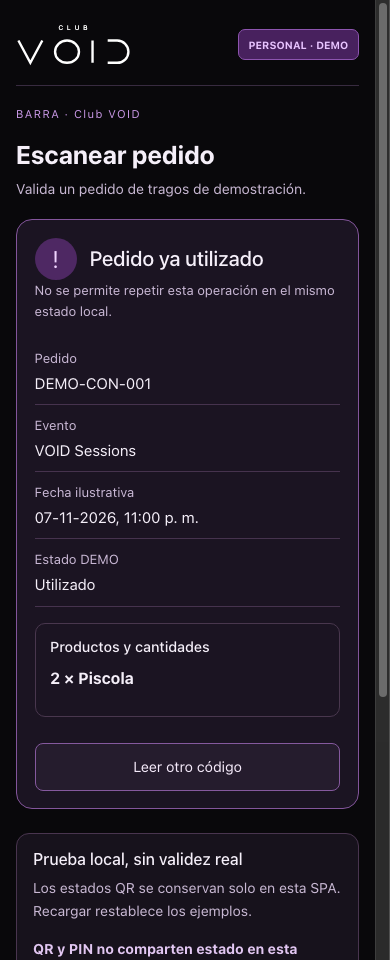 CLUB
VOID
PERSONAL · DEMO
BARRA · Club VOID
Escanear pedido
Valida un pedido de tragos de demostración.
!
Pedido ya utilizado
No se permite repetir esta operación en el mismo
estado local.
Pedido
DEMO-CON-001
Evento
VOID Sessions
Fecha ilustrativa
07-11-2026, 11:00 p. m.
Estado DEMO
Utilizado
Productos y cantidades
2 × Piscola
Leer otro código
Prueba local, sin validez real
Los estados QR se conservan solo en esta SPA.
Recargar restablece los ejemplos.
QR y PIN no comparten estado en esta